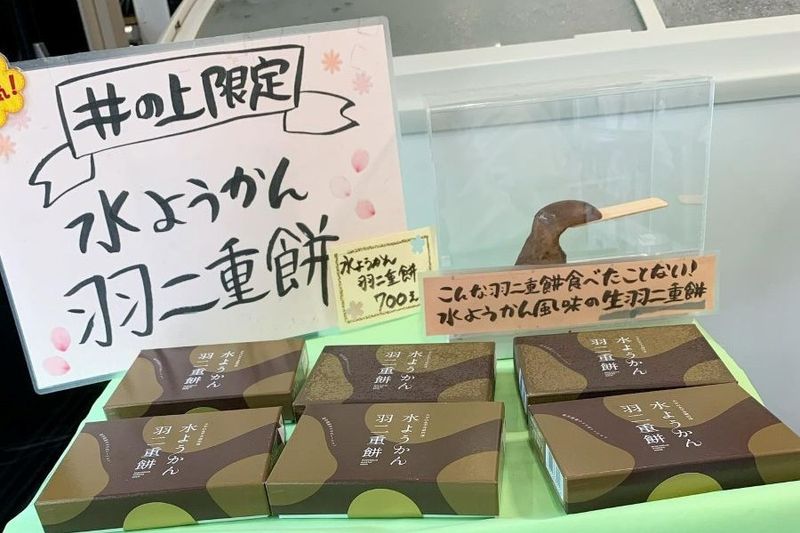 井の上限定
水ようかん
羽二重餅
水ようかん
羽二重餅
700円
こんな羽二重餅食べたことない!
水ようかん風味の生羽二重餅
水ようかん
羽二重餅
水ようかん
羽二重餅
水ようかん
羽二重餅
水ようかん
羽二重餅
水ようかん
羽二重餅
水ようかん
羽二重餅